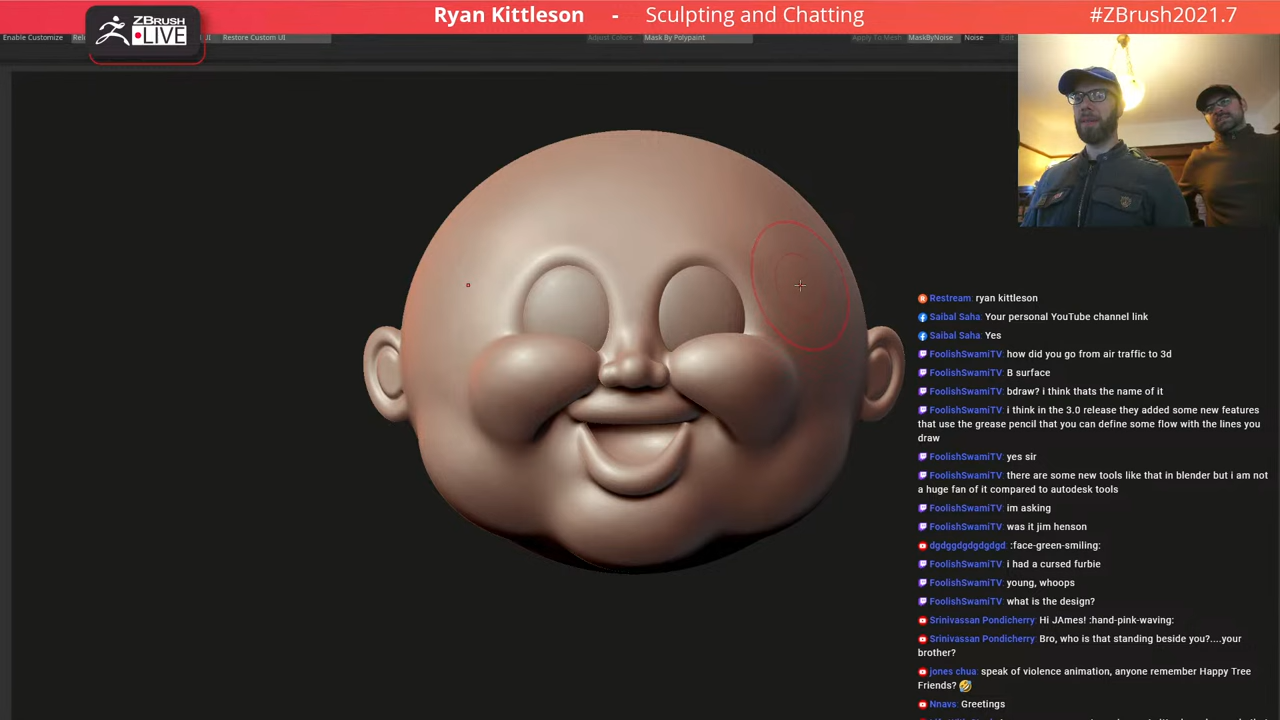 Ryan Kittleson - Sculpting and Chatting #ZBrush2021.7
ZBRUSH
LIVE
Enable Customize Restore Custom UI Adjust Colors Mask By Polypaint Apply To Mesh MaskByNoise Noise Edit
Restream: ryan kittleson
Saibal Saha: Your personal YouTube channel link
Saibal Saha: Yes
FoolishSwamiTV: how did you go from air traffic to 3d
FoolishSwamiTV: B surface
FoolishSwamiTV: bdraw? i think thats the name of it
FoolishSwamiTV: i think in the 3.0 release they added some new features
that use the grease pencil that you can define some flow with the lines you
draw
FoolishSwamiTV: yes sir
FoolishSwamiTV: there are some new tools like that in blender but i am not
a huge fan of it compared to autodesk tools
FoolishSwamiTV: im asking
FoolishSwamiTV: was it jim henson
dgdggdgdgdgdgd: :face-green-smiling:
FoolishSwamiTV: i had a cursed furbie
FoolishSwamiTV: young, whoops
FoolishSwamiTV: what is the design?
Srinivassan Pondicherry: Hi JAmes! :hand-pink-waving:
Srinivassan Pondicherry: Bro, who is that standing beside you?....your
brother?
jones chua: speak of violence animation, anyone remember Happy Tree
Friends? 🤣
Nnavs: Greetings